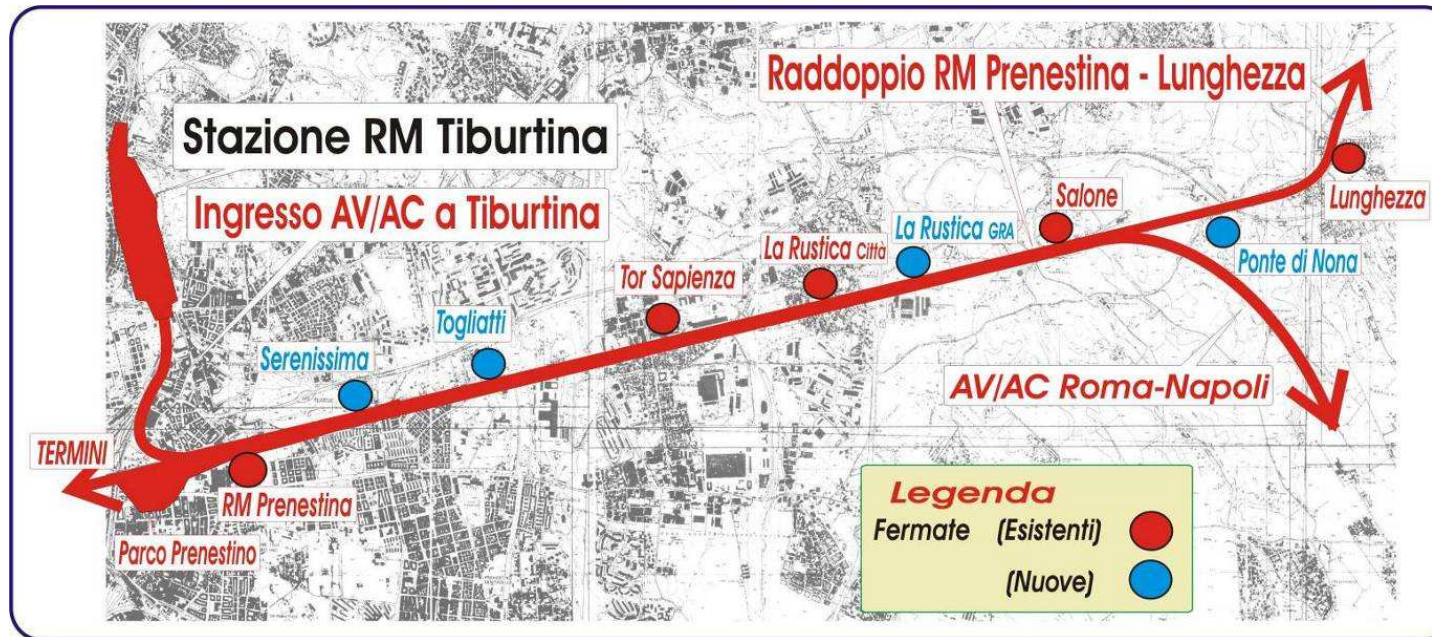 Raddoppio RM Prenestina - Lunghezza
Stazione RM Tiburtina
Ingresso AV/AC a Tiburtina
Lunghezza
Salone
La Rustica GRA
Ponte di Nona
La Rustica Città
Tor Sapienza
Togliatti
Serenissima
AV/AC Roma-Napoli
TERMINI
RM Prenestina
Parco Prenestino
Legenda
Fermate (Esistenti)
(Nuove)